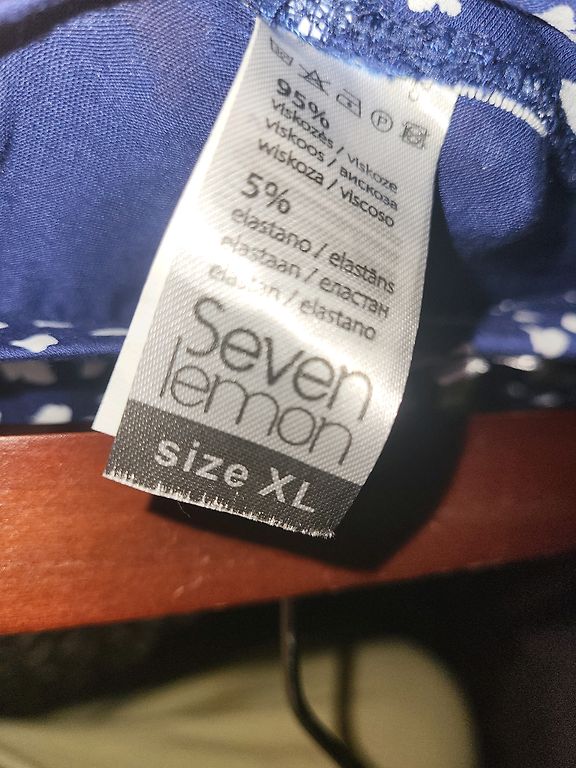 P
95%
viskozės / viskoze
viskoos / вискоза
wiskoza / viscoso
5%
elastano / elastāns
elastaan / еластан
elastan / elastano
Seven
lemon
size XL